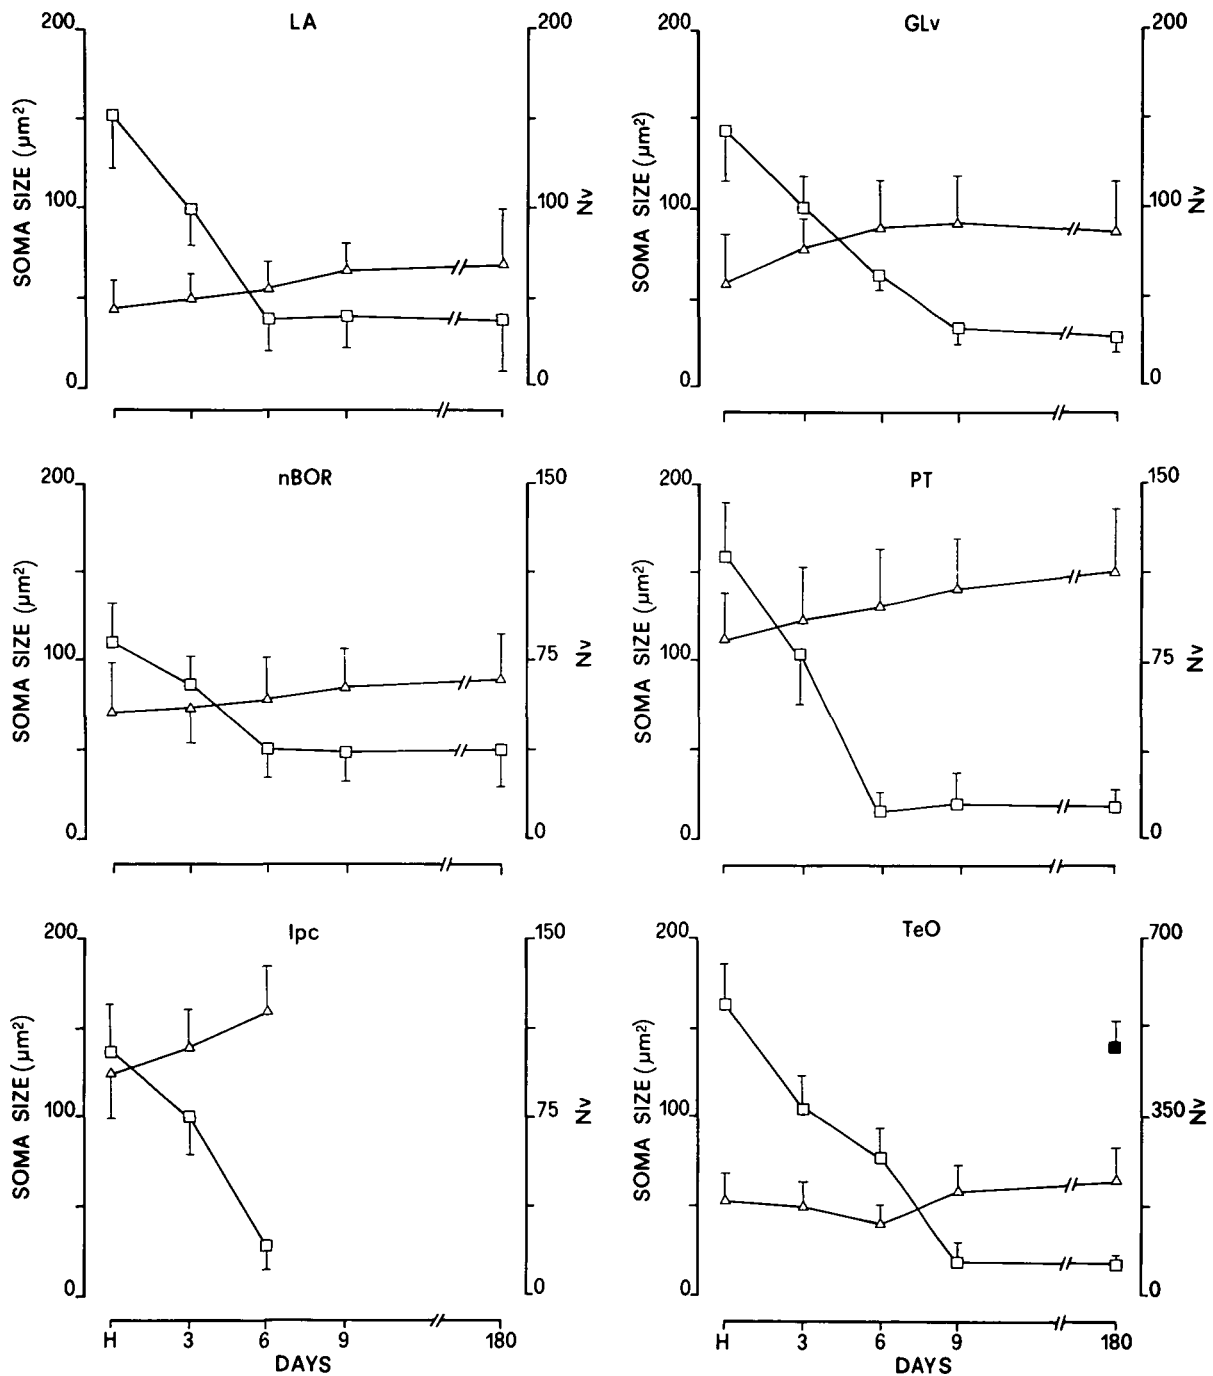 LA
200
100
0
SOMA SIZE (μm²)
200
100
0
Nv
GLv
200
100
0
SOMA SIZE (μm²)
200
100
0
Nv
nBOR
200
100
0
SOMA SIZE (μm²)
150
75
0
Nv
PT
200
100
0
SOMA SIZE (μm²)
150
75
0
Nv
Ipc
200
100
0
SOMA SIZE (μm²)
150
75
0
Nv
H 3 6 9 180
DAYS
TeO
200
100
0
SOMA SIZE (μm²)
700
350
0
Nv
H 3 6 9 180
DAYS